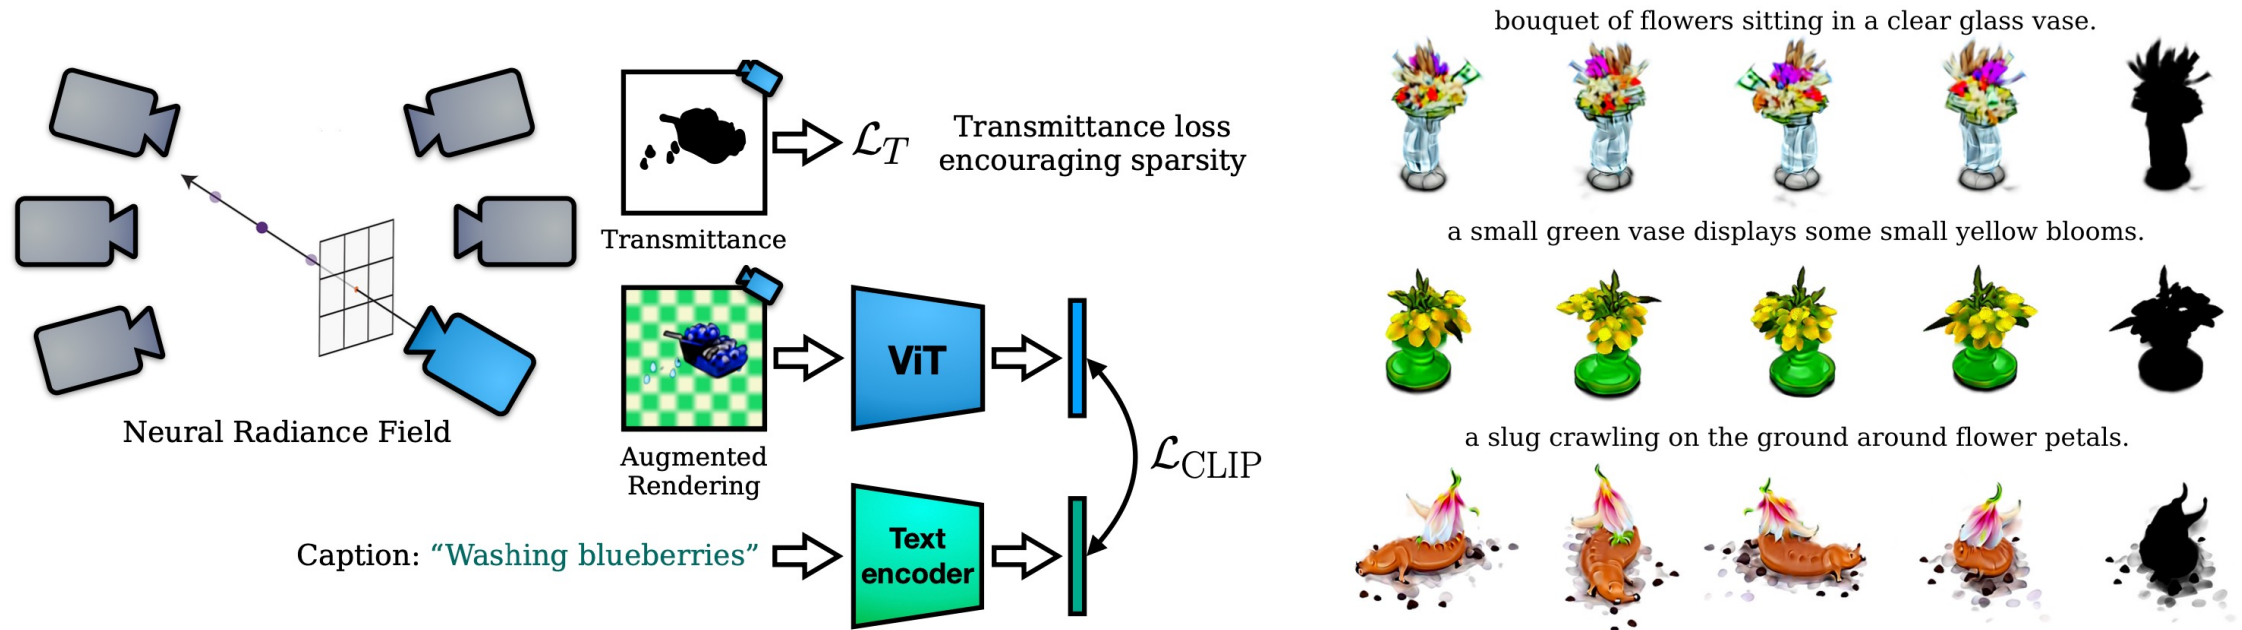 Neural Radiance Field
Transmittance
ℒ_T
Transmittance loss
encouraging sparsity
Augmented
Rendering
ViT
Caption: “Washing blueberries”
Text
encoder
ℒ_CLIP
bouquet of flowers sitting in a clear glass vase.
a small green vase displays some small yellow blooms.
a slug crawling on the ground around flower petals.